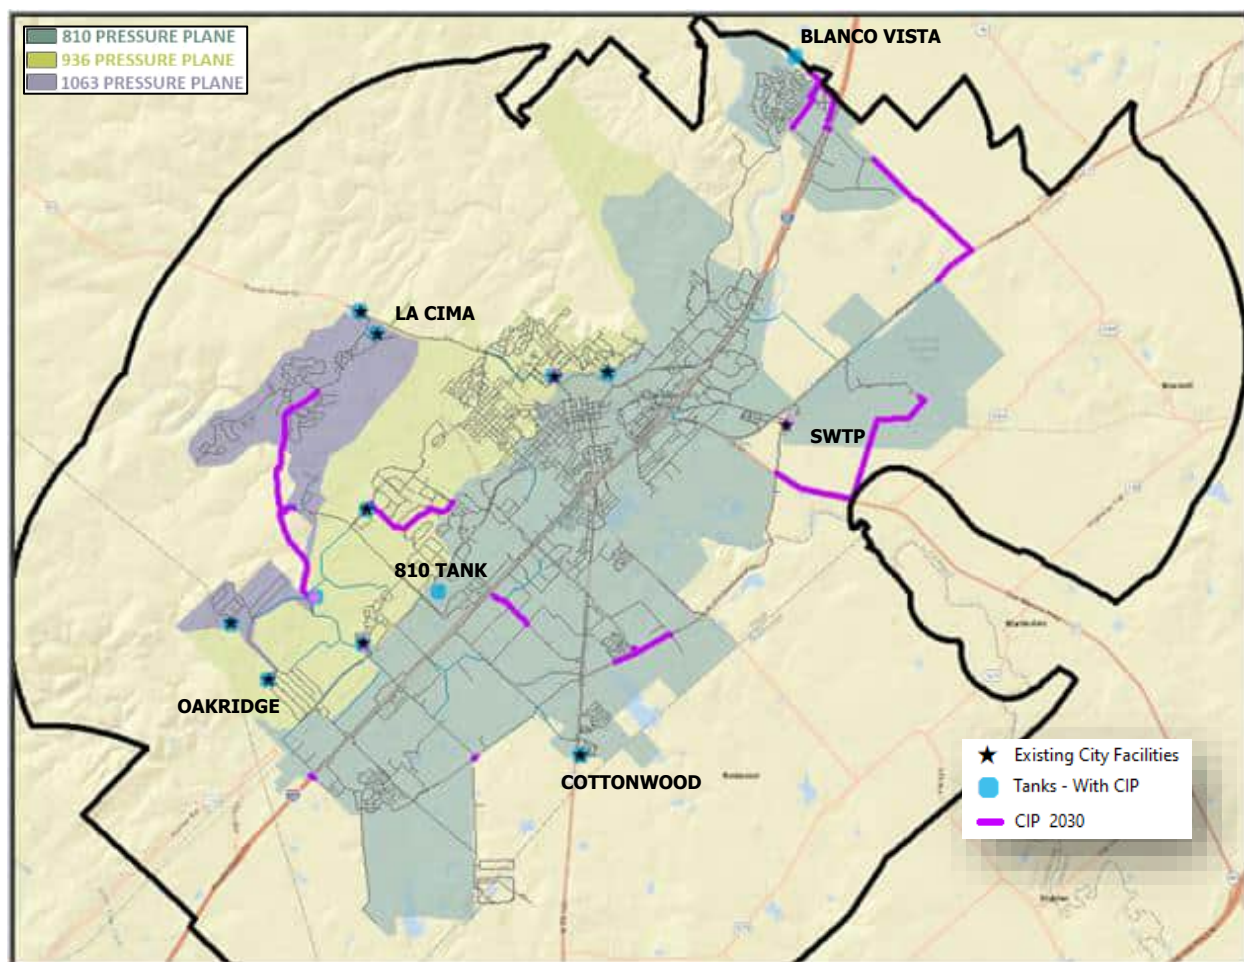 810 PRESSURE PLANE
936 PRESSURE PLANE
1063 PRESSURE PLANE
BLANCO VISTA
LA CIMA
SWTP
810 TANK
OAKRIDGE
COTTONWOOD
Existing City Facilities
Tanks - With CIP
CIP 2030